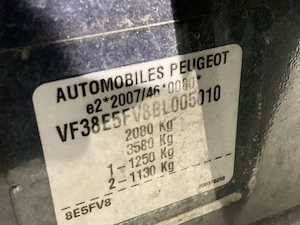 AUTOMOBILES PEUGEOT
e2*2007/46*0080*
VF38E5FV8BL005010
2080 Kg
3580 Kg
1-1250 Kg
2-1130 Kg
8E5FV8